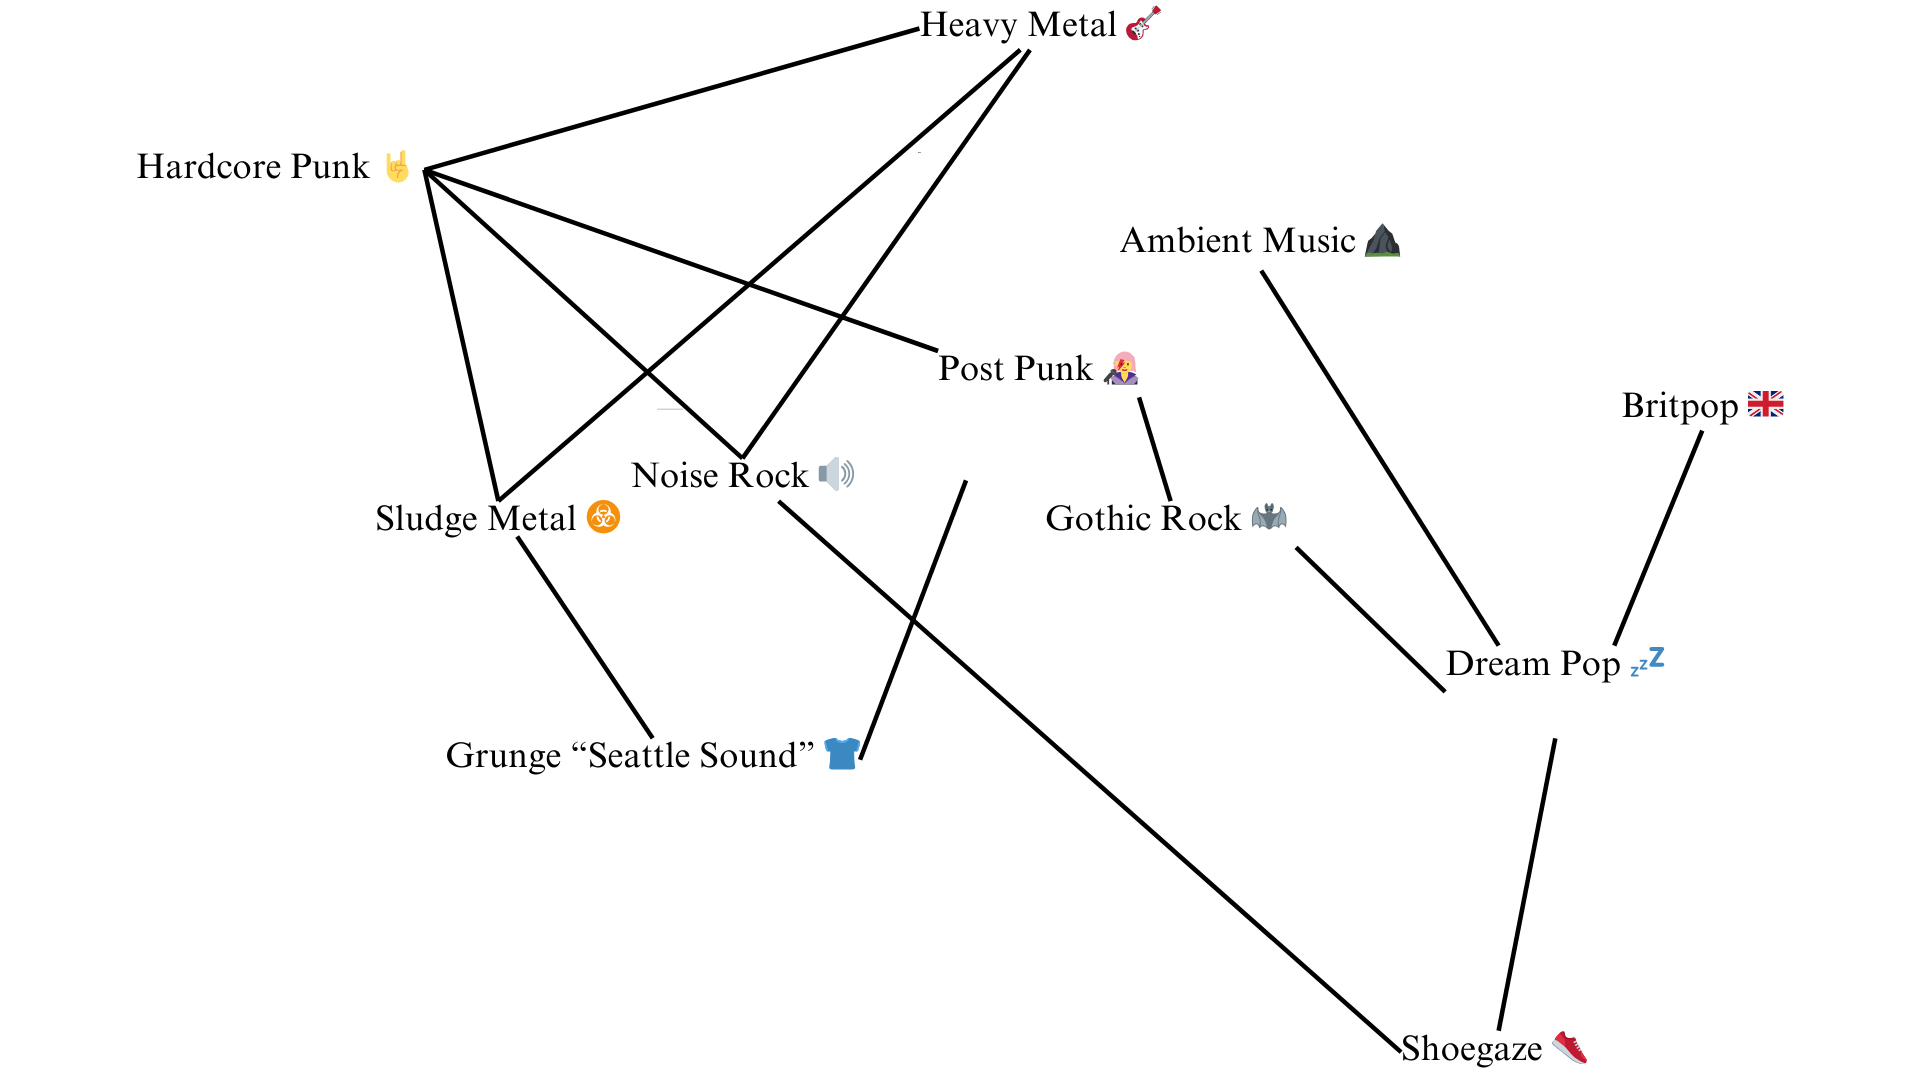 Heavy Metal 🎸
Hardcore Punk 🤘
Ambient Music ⛰️
Post Punk 👩‍🎤
Britpop 🇬🇧
Noise Rock 🔊
Sludge Metal ☣️
Gothic Rock 🦇
Dream Pop 💤
Grunge “Seattle Sound” 👕
Shoegaze 👟